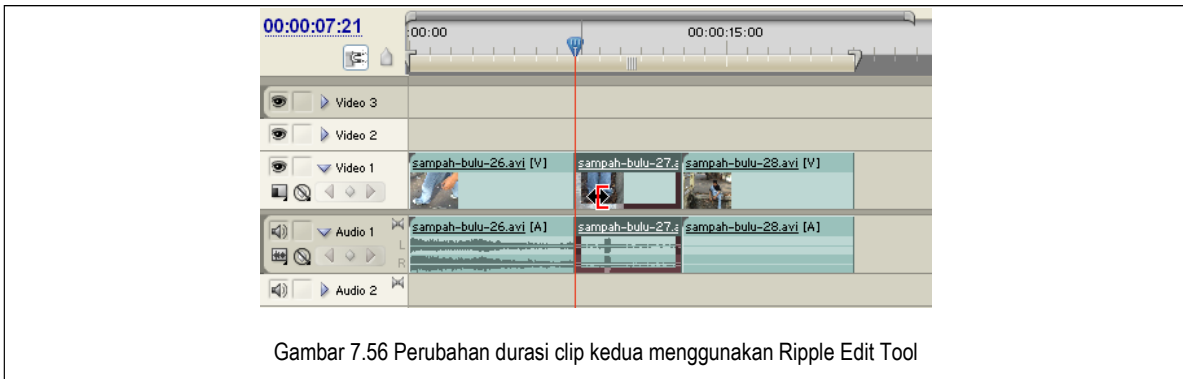 00:00:07:21
:00:00 00:00:15:00
Video 3
Video 2
Video 1
sampah-bulu-26.avi [V] sampah-bulu-27.a sampah-bulu-28.avi [V]
Audio 1
sampah-bulu-26.avi [A] sampah-bulu-27.a sampah-bulu-28.avi [A]
L
R
Audio 2
Gambar 7.56 Perubahan durasi clip kedua menggunakan Ripple Edit Tool